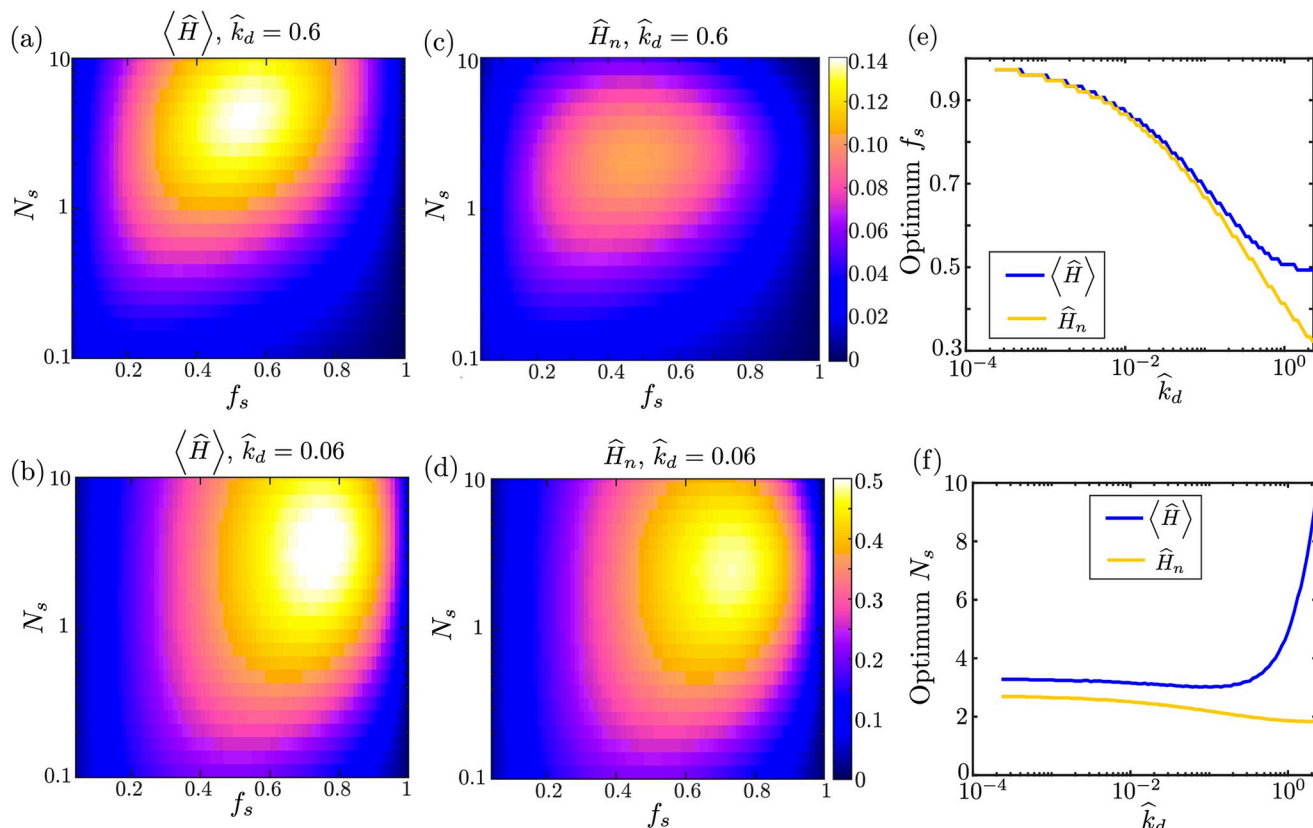 (a)
⟨Ĥ⟩, k̂_d = 0.6
N_s
10
1
0.1
0.2
0.4
0.6
0.8
1
f_s
(c)
Ĥ_n, k̂_d = 0.6
N_s
10
1
0.1
0.2
0.4
0.6
0.8
1
f_s
0.14
0.12
0.10
0.08
0.06
0.04
0.02
0
(e)
Optimum f_s
0.9
0.7
0.5
0.3
10⁻⁴
10⁻²
10⁰
k̂_d
⟨Ĥ⟩
Ĥ_n
(b)
⟨Ĥ⟩, k̂_d = 0.06
N_s
10
1
0.1
0.2
0.4
0.6
0.8
1
f_s
(d)
Ĥ_n, k̂_d = 0.06
N_s
10
1
0.1
0.2
0.4
0.6
0.8
1
f_s
0.5
0.4
0.3
0.2
0.1
0
(f)
Optimum N_s
10
8
6
4
2
0
10⁻⁴
10⁻²
10⁰
k̂_d
⟨Ĥ⟩
Ĥ_n